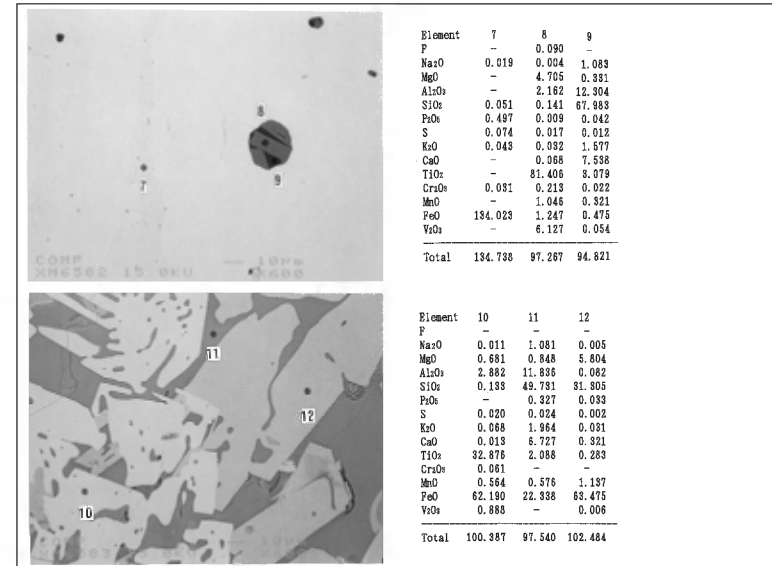 8
7
9
COMP 10μm
XM6582 15.0KV X600
Element 7 8 9
F - 0.090 -
Na2O 0.019 0.004 1.083
MgO - 4.705 0.331
Al2O3 - 2.162 12.304
SiO2 0.051 0.141 67.983
P2O5 0.497 0.009 0.042
S 0.074 0.017 0.012
K2O 0.043 0.032 1.577
CaO - 0.068 7.538
TiO2 - 81.406 3.079
Cr2O3 0.031 0.213 0.022
MnO - 1.046 0.321
FeO 134.023 1.247 0.475
V2O3 - 6.127 0.054
Total 134.738 97.267 94.821
11
12
10
10μm
Element 10 11 12
F - - -
Na2O 0.011 1.081 0.005
MgO 0.681 0.848 5.804
Al2O3 2.882 11.836 0.082
SiO2 0.133 49.731 31.305
P2O5 - 0.327 0.033
S 0.020 0.024 0.002
K2O 0.068 1.964 0.031
CaO 0.013 6.727 0.321
TiO2 32.876 2.088 0.283
Cr2O3 0.061 - -
MnO 0.564 0.576 1.137
FeO 62.190 22.338 63.475
V2O3 0.888 - 0.006
Total 100.387 97.540 102.484